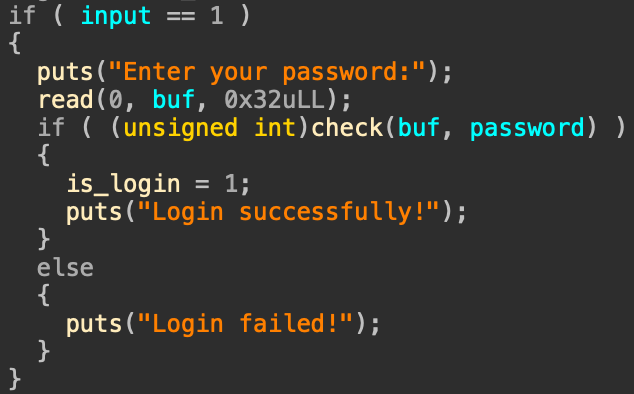 if ( input == 1 )
{
  puts("Enter your password:");
  read(0, buf, 0x32uLL);
  if ( (unsigned int)check(buf, password) )
  {
    is_login = 1;
    puts("Login successfully!");
  }
  else
  {
    puts("Login failed!");
  }
}